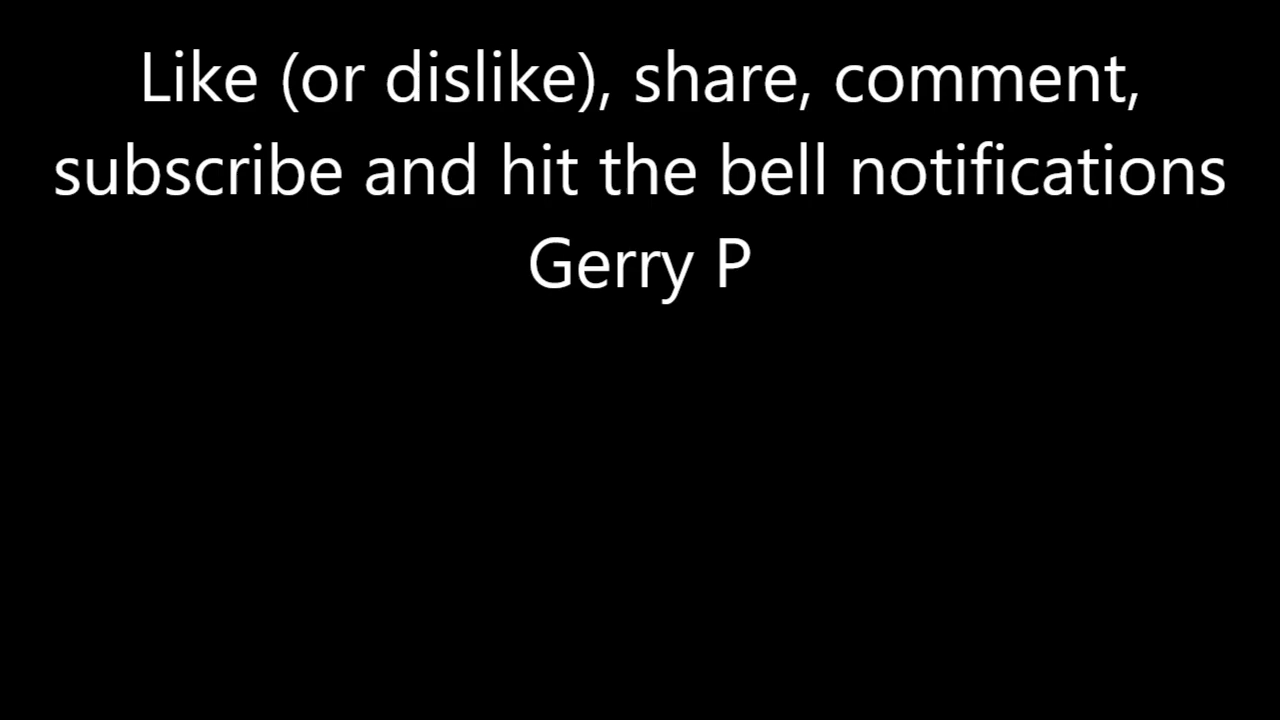 Like (or dislike), share, comment,
subscribe and hit the bell notifications
Gerry P